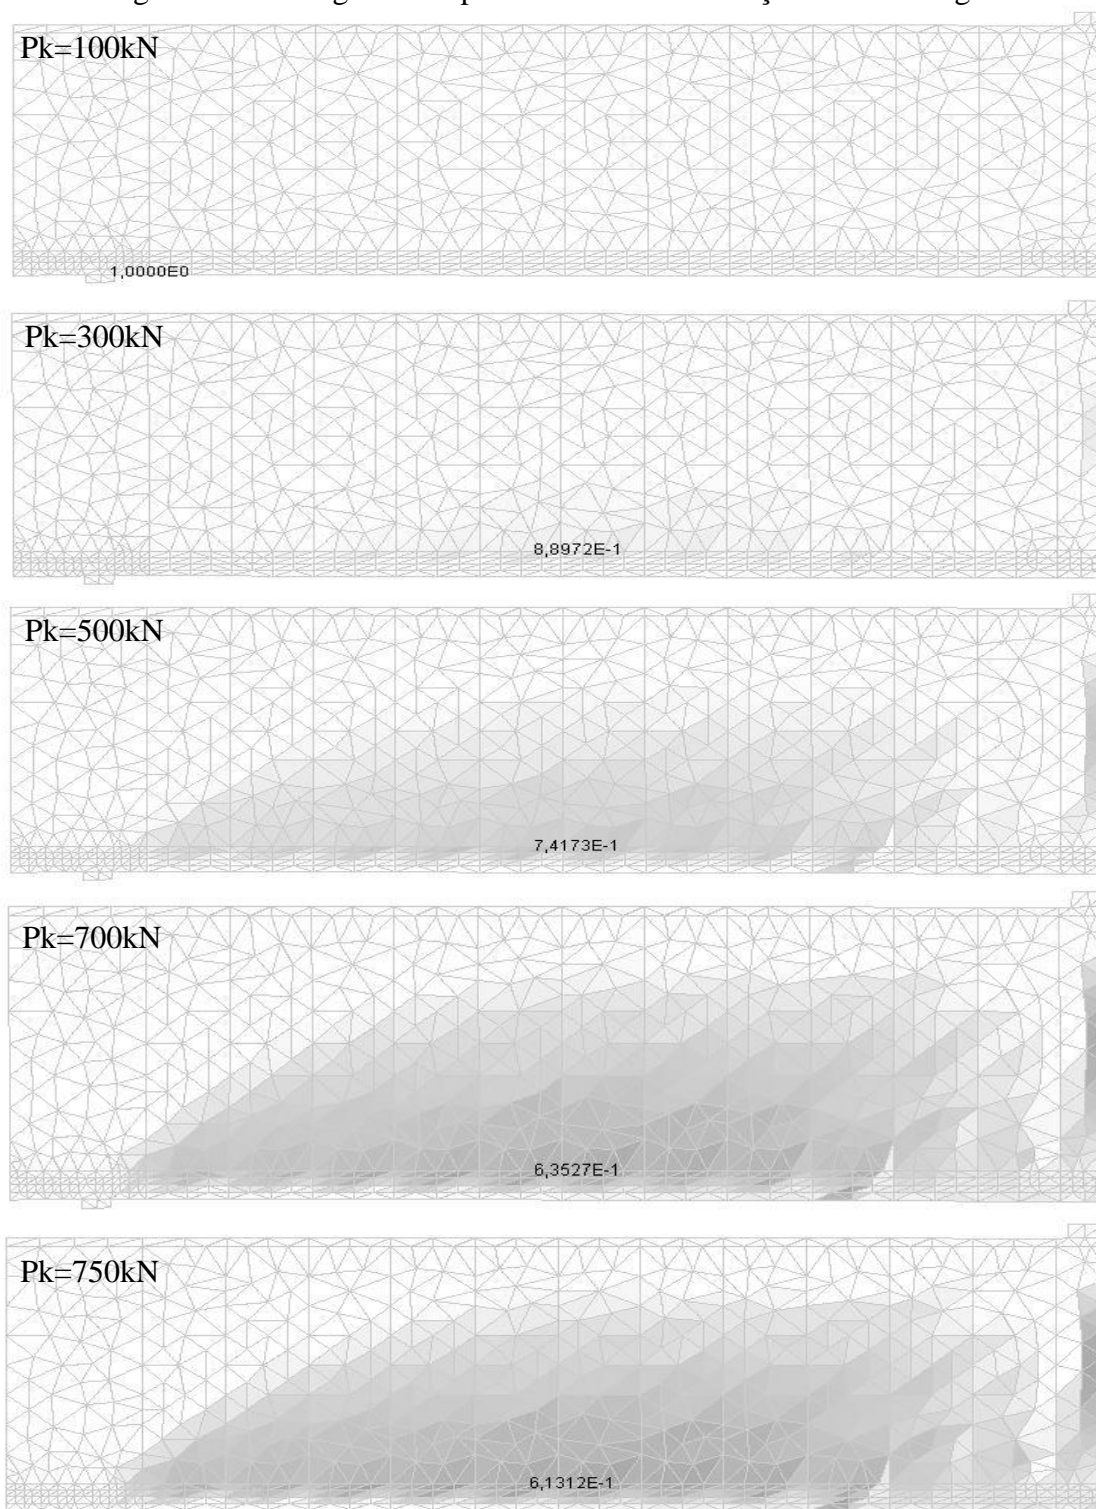 Pk=100kN
1,0000E0
Pk=300kN
8,8972E-1
Pk=500kN
7,4173E-1
Pk=700kN
6,3527E-1
Pk=750kN
6,1312E-1